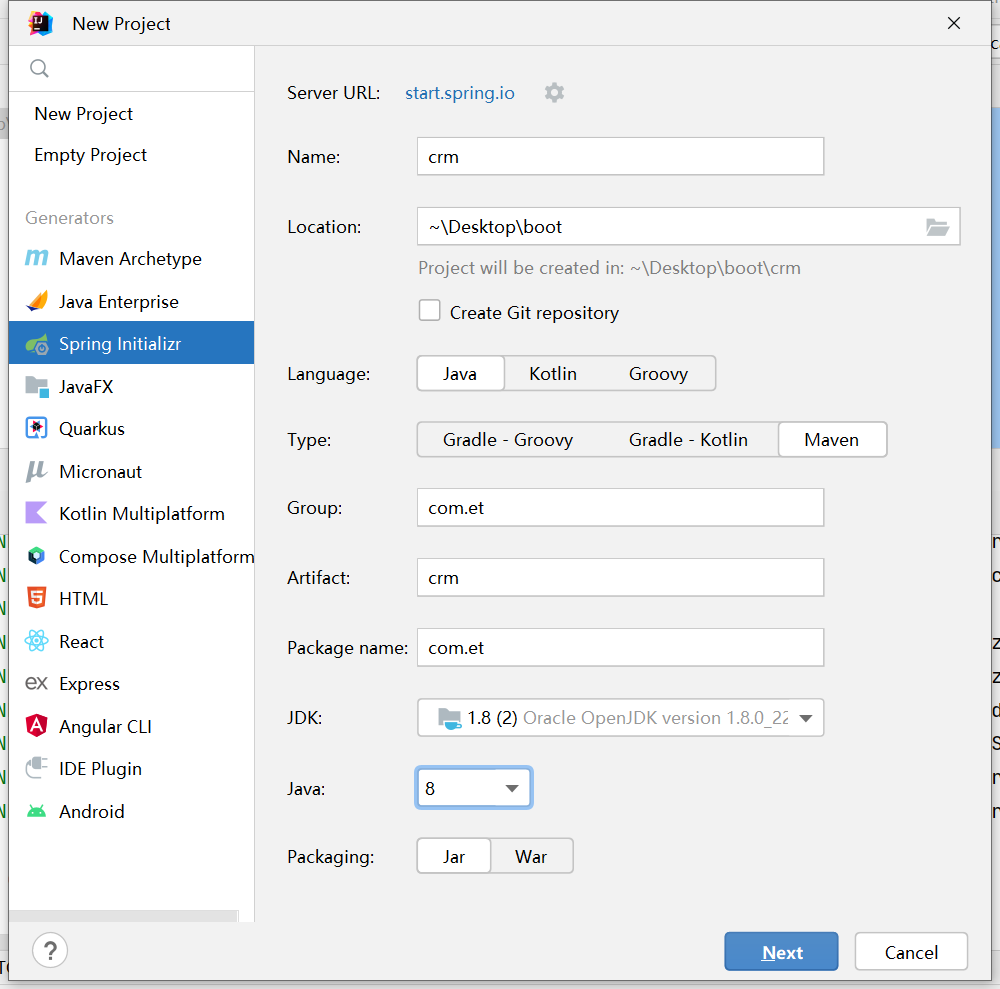 New Project
New Project
Empty Project
Generators
Maven Archetype
Java Enterprise
Spring Initializr
JavaFX
Quarkus
Micronaut
Kotlin Multiplatform
Compose Multiplatform
HTML
React
ex Express
Angular CLI
IDE Plugin
Android
Server URL: start.spring.io
Name: crm
Location: ~\Desktop\boot
Project will be created in: ~\Desktop\boot\crm
Create Git repository
Language: Java Kotlin Groovy
Type: Gradle - Groovy Gradle - Kotlin Maven
Group: com.et
Artifact: crm
Package name: com.et
JDK: 1.8 (2) Oracle OpenJDK version 1.8.0_22
Java: 8
Packaging: Jar War
? Next Cancel